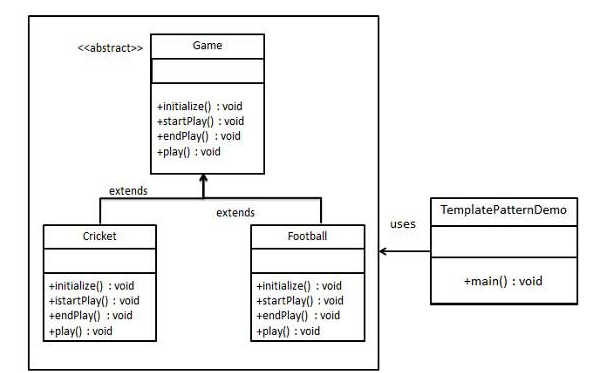 <<abstract>>
Game
+initialize() : void
+startPlay() : void
+endPlay() : void
+play() : void
extends
extends
Cricket
+initialize() : void
+istartPlay() : void
+endPlay() : void
+play() : void
Football
+initialize() : void
+startPlay() : void
+endPlay() : void
+play() : void
uses
TemplatePatternDemo
+main() : void